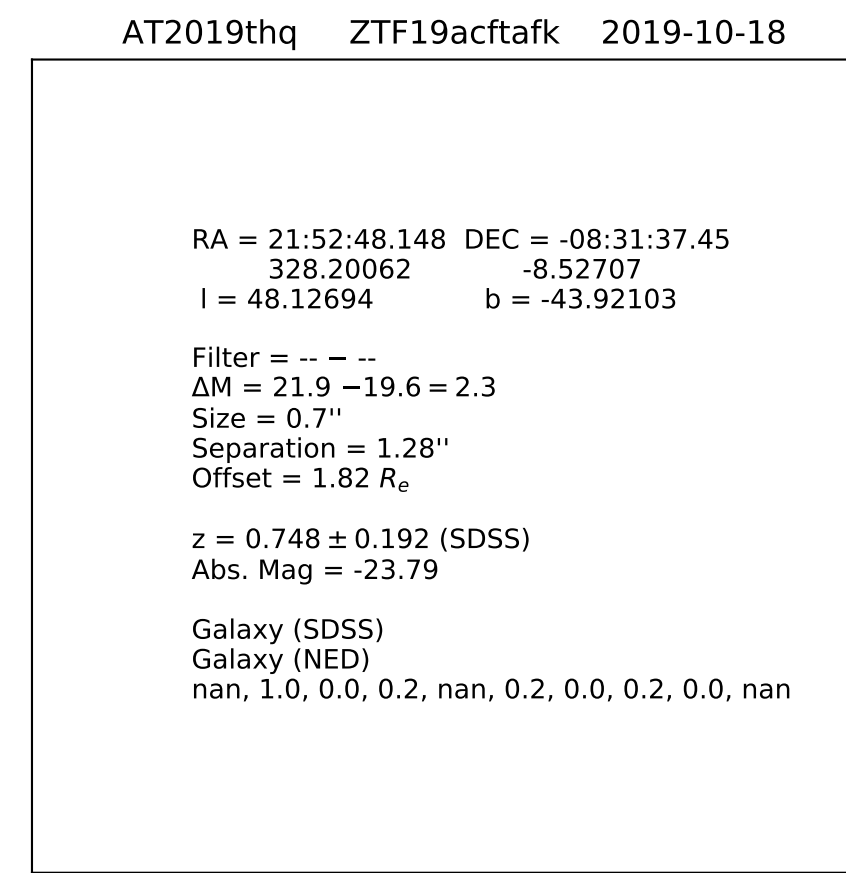 AT2019thq ZTF19acftafk 2019-10-18
RA = 21:52:48.148 DEC = -08:31:37.45
328.20062 -8.52707
l = 48.12694 b = -43.92103
Filter = -- − --
ΔM = 21.9 −19.6 = 2.3
Size = 0.7''
Separation = 1.28''
Offset = 1.82 Rₑ
z = 0.748 ± 0.192 (SDSS)
Abs. Mag = -23.79
Galaxy (SDSS)
Galaxy (NED)
nan, 1.0, 0.0, 0.2, nan, 0.2, 0.0, 0.2, 0.0, nan